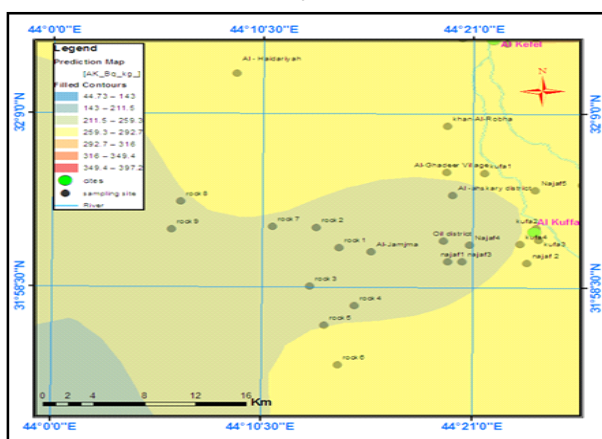 44°0'0"E 44°10'30"E 44°21'0"E
Legend
Prediction Map
[AK_Bq_kg_]
Filled Contours
44.73 – 143
143 – 211.5
211.5 – 259.3
259.3 – 292.7
292.7 – 316
316 – 349.4
349.4 – 397.2
cites
sampling site
River
Al Kefel
Al - Haidariyah
N
32°9'0"N 32°9'0"N
khan-Al-Robha
Al-Ghadeer Village kufa1
Najaf5
Al-ahskary district
rock 8
rock 9
rock 7
rock 2
kufa2
Al Kuffa
rock 1
Al-Jamjma
Oil district
Najaf4
kufa4
kufa3
najaf1 najaf3
najaf 2
31°58'30"N 31°58'30"N
rock 3
rock 4
rock 5
rock 6
0 2 4 8 12 16 Km
44°0'0"E 44°10'30"E 44°21'0"E